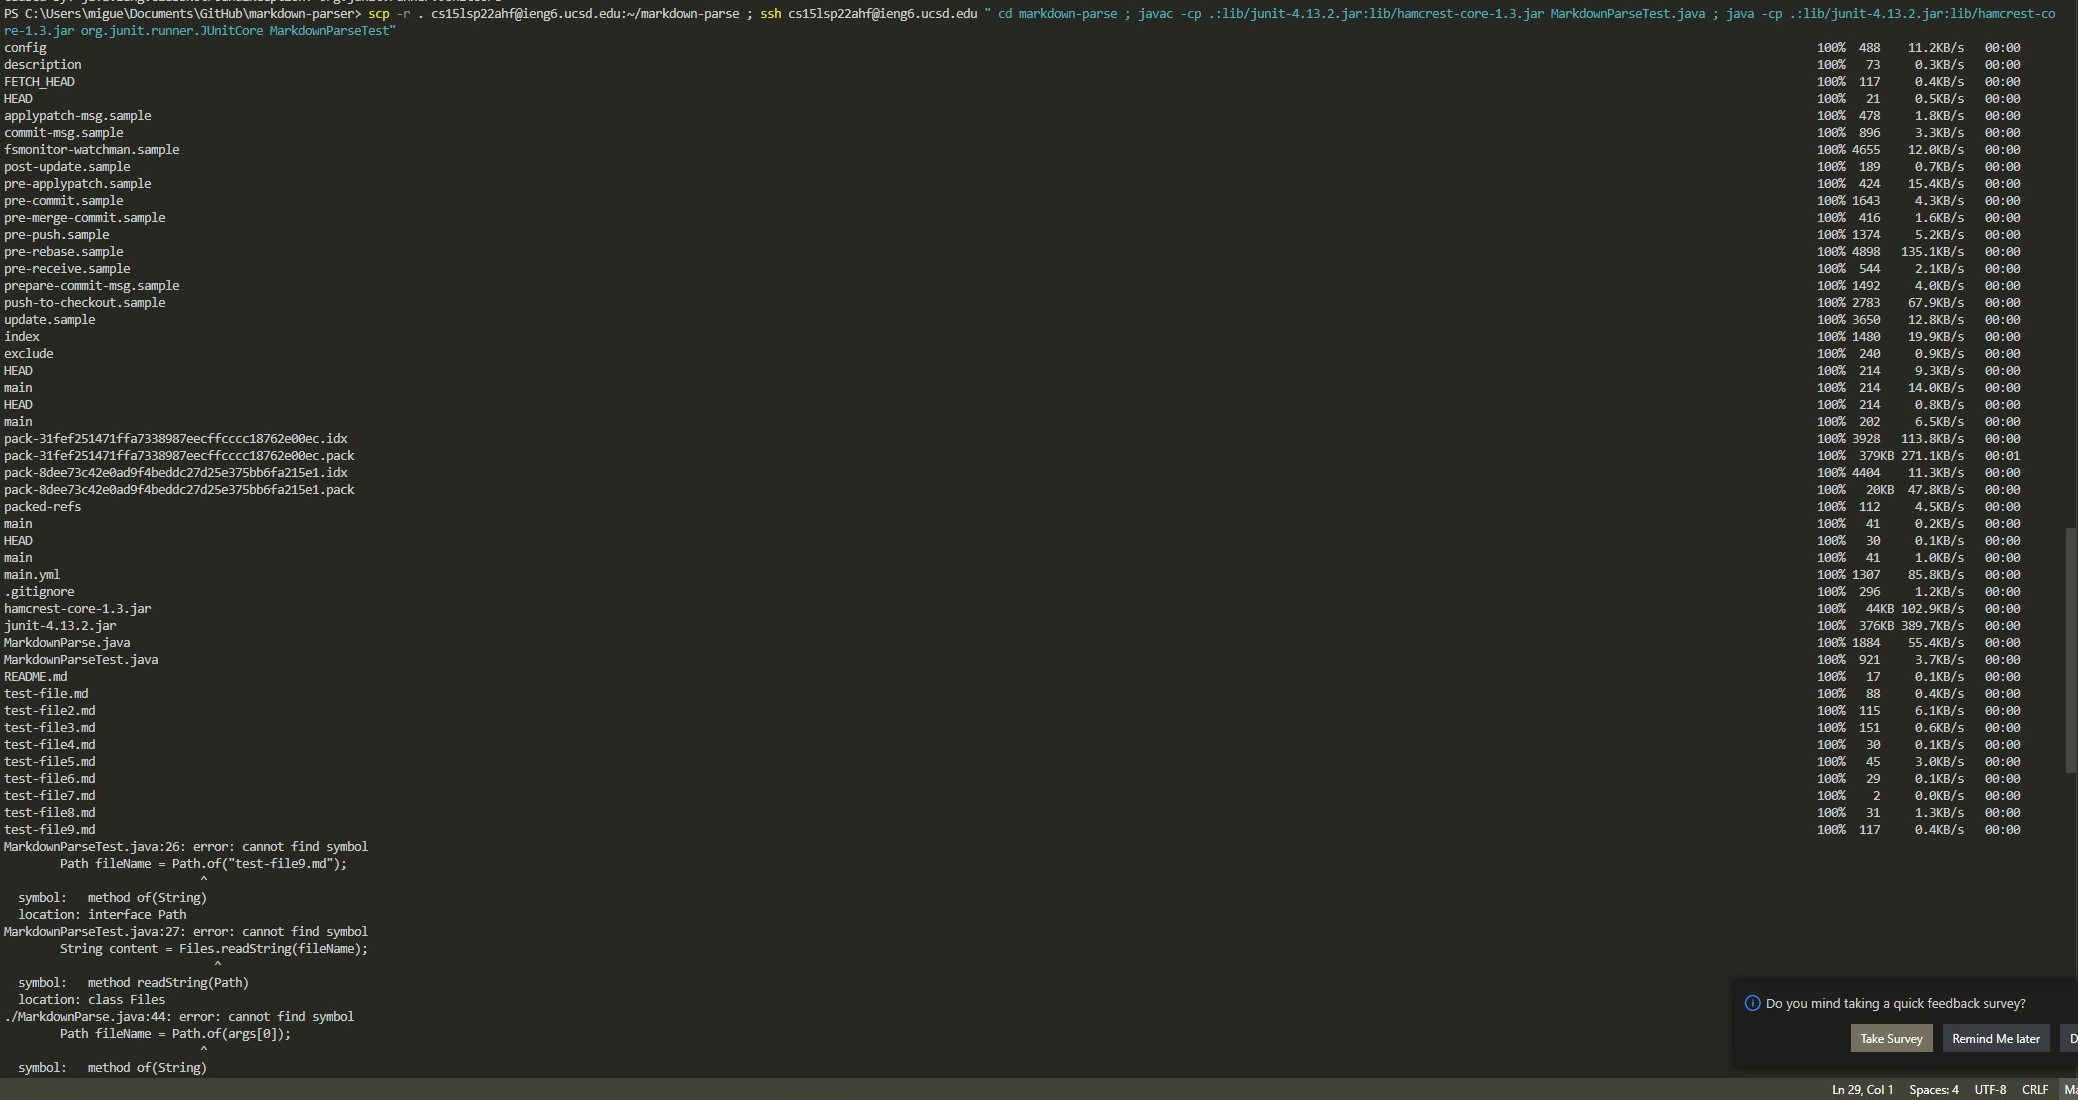 PS C:\Users\migue\Documents\GitHub\markdown-parser> scp -r . cs15lsp22ahf@ieng6.ucsd.edu:~/markdown-parse ; ssh cs15lsp22ahf@ieng6.ucsd.edu " cd markdown-parse ; javac -cp .:lib/junit-4.13.2.jar:lib/hamcrest-core-1.3.jar MarkdownParseTest.java ; java -cp .:lib/junit-4.13.2.jar:lib/hamcrest-co
re-1.3.jar org.junit.runner.JUnitCore MarkdownParseTest"
config 100% 488 11.2KB/s 00:00
description 100% 73 0.3KB/s 00:00
FETCH_HEAD 100% 117 0.4KB/s 00:00
HEAD 100% 21 0.5KB/s 00:00
applypatch-msg.sample 100% 478 1.8KB/s 00:00
commit-msg.sample 100% 896 3.3KB/s 00:00
fsmonitor-watchman.sample 100% 4655 12.0KB/s 00:00
post-update.sample 100% 189 0.7KB/s 00:00
pre-applypatch.sample 100% 424 15.4KB/s 00:00
pre-commit.sample 100% 1643 4.3KB/s 00:00
pre-merge-commit.sample 100% 416 1.6KB/s 00:00
pre-push.sample 100% 1374 5.2KB/s 00:00
pre-rebase.sample 100% 4898 135.1KB/s 00:00
pre-receive.sample 100% 544 2.1KB/s 00:00
prepare-commit-msg.sample 100% 1492 4.0KB/s 00:00
push-to-checkout.sample 100% 2783 67.9KB/s 00:00
update.sample 100% 3650 12.8KB/s 00:00
index 100% 1480 19.9KB/s 00:00
exclude 100% 240 0.9KB/s 00:00
HEAD 100% 214 9.3KB/s 00:00
main 100% 214 14.0KB/s 00:00
HEAD 100% 214 0.8KB/s 00:00
main 100% 202 6.5KB/s 00:00
pack-31fef251471ffa7338987eecffcccc18762e00ec.idx 100% 3928 113.8KB/s 00:00
pack-31fef251471ffa7338987eecffcccc18762e00ec.pack 100% 379KB 271.1KB/s 00:01
pack-8dee73c42e0ad9f4beddc27d25e375bb6fa215e1.idx 100% 4404 11.3KB/s 00:00
pack-8dee73c42e0ad9f4beddc27d25e375bb6fa215e1.pack 100% 20KB 47.8KB/s 00:00
packed-refs 100% 112 4.5KB/s 00:00
main 100% 41 0.2KB/s 00:00
HEAD 100% 30 0.1KB/s 00:00
main 100% 41 1.0KB/s 00:00
main.yml 100% 1307 85.8KB/s 00:00
.gitignore 100% 296 1.2KB/s 00:00
hamcrest-core-1.3.jar 100% 44KB 102.9KB/s 00:00
junit-4.13.2.jar 100% 376KB 389.7KB/s 00:00
MarkdownParse.java 100% 1884 55.4KB/s 00:00
MarkdownParseTest.java 100% 921 3.7KB/s 00:00
README.md 100% 17 0.1KB/s 00:00
test-file.md 100% 88 0.4KB/s 00:00
test-file2.md 100% 115 6.1KB/s 00:00
test-file3.md 100% 151 0.6KB/s 00:00
test-file4.md 100% 30 0.1KB/s 00:00
test-file5.md 100% 45 3.0KB/s 00:00
test-file6.md 100% 29 0.1KB/s 00:00
test-file7.md 100% 2 0.0KB/s 00:00
test-file8.md 100% 31 1.3KB/s 00:00
test-file9.md 100% 117 0.4KB/s 00:00
MarkdownParseTest.java:26: error: cannot find symbol
Path fileName = Path.of("test-file9.md");
^
symbol: method of(String)
location: interface Path
MarkdownParseTest.java:27: error: cannot find symbol
String content = Files.readString(fileName);
^
symbol: method readString(Path)
location: class Files
./MarkdownParse.java:44: error: cannot find symbol
Path fileName = Path.of(args[0]);
^
symbol: method of(String)
Do you mind taking a quick feedback survey?
Take Survey Remind Me later D
Ln 29, Col 1 Spaces: 4 UTF-8 CRLF Ma